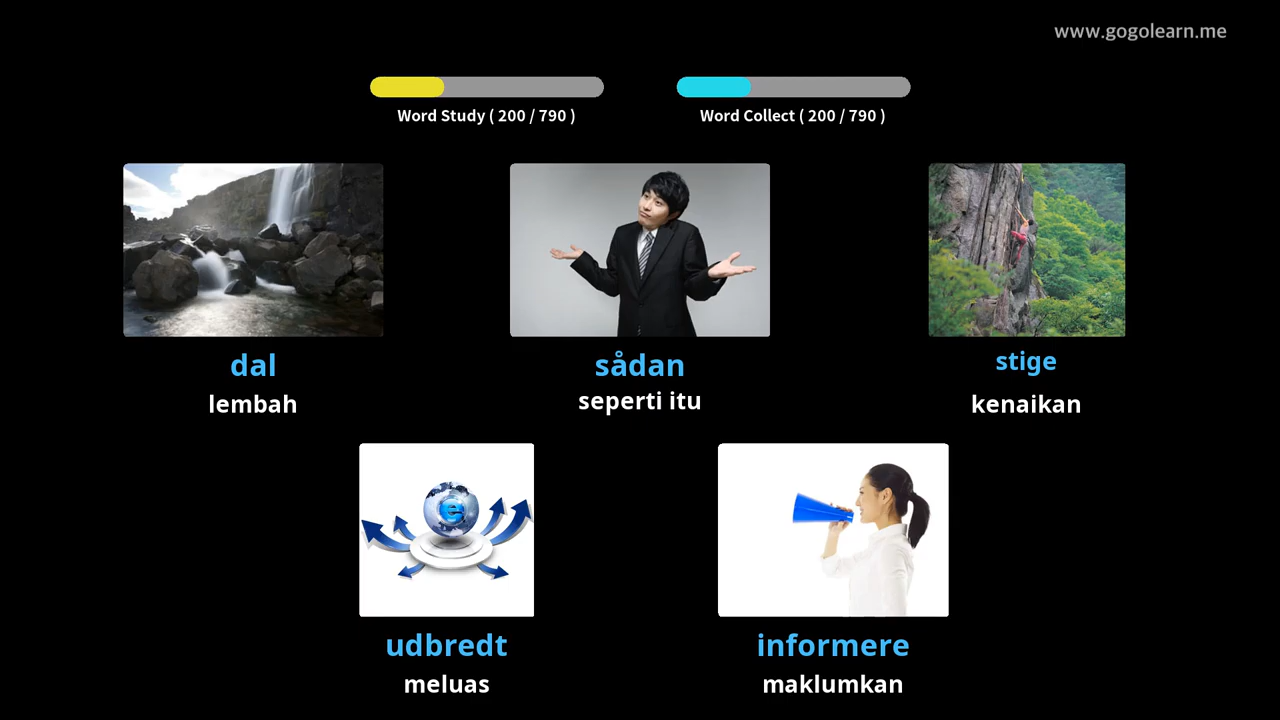 www.gogolearn.me
Word Study ( 200 / 790 )
Word Collect ( 200 / 790 )
dal
lembah
sådan
seperti itu
stige
kenaikan
e
udbredt
meluas
informere
maklumkan